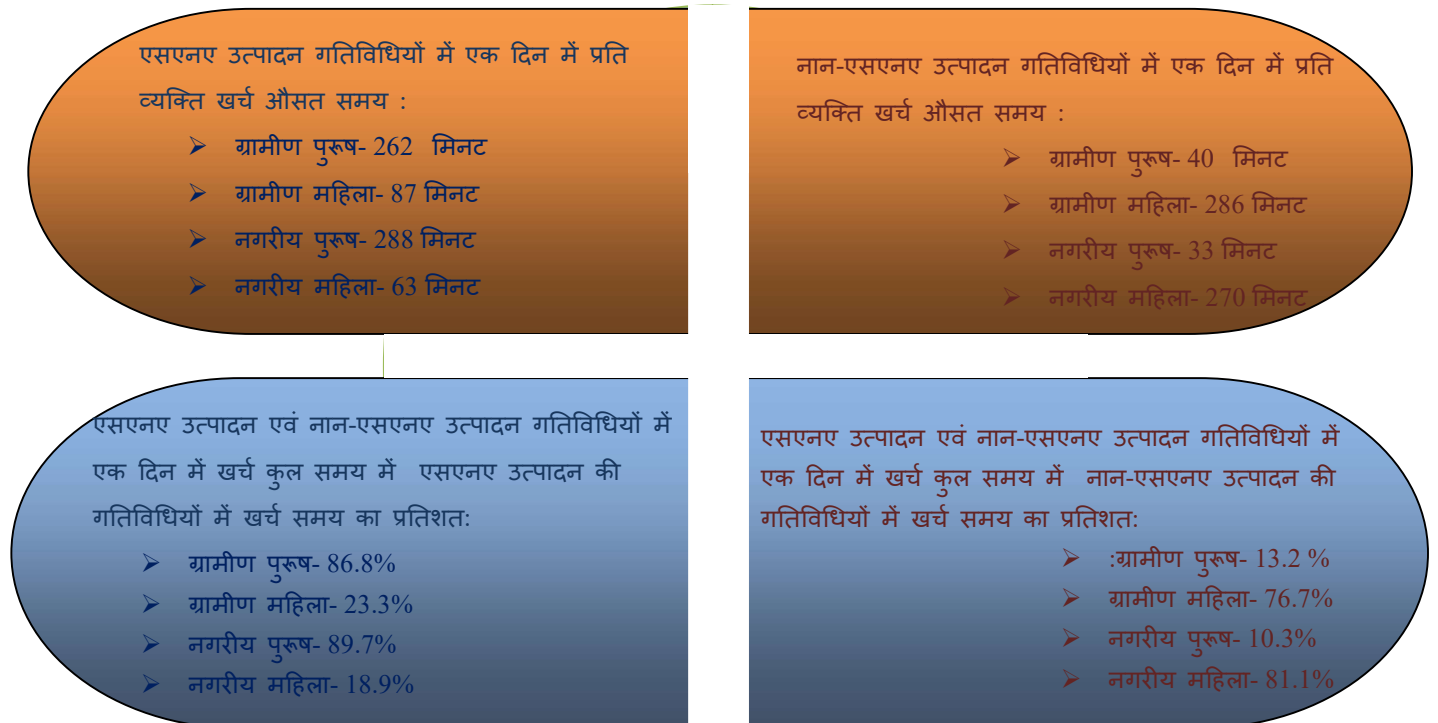 एसएनए उत्पादन गतिविधियों में एक दिन में प्रति
व्यक्ति खर्च औसत समय :
➢ ग्रामीण पुरूष- 262 मिनट
➢ ग्रामीण महिला- 87 मिनट
➢ नगरीय पुरूष- 288 मिनट
➢ नगरीय महिला- 63 मिनट
नान-एसएनए उत्पादन गतिविधियों में एक दिन में प्रति
व्यक्ति खर्च औसत समय :
➢ ग्रामीण पुरूष- 40 मिनट
➢ ग्रामीण महिला- 286 मिनट
➢ नगरीय पुरूष- 33 मिनट
➢ नगरीय महिला- 270 मिनट
एसएनए उत्पादन एवं नान-एसएनए उत्पादन गतिविधियों में
एक दिन में खर्च कुल समय में एसएनए उत्पादन की
गतिविधियों में खर्च समय का प्रतिशत:
➢ ग्रामीण पुरूष- 86.8%
➢ ग्रामीण महिला- 23.3%
➢ नगरीय पुरूष- 89.7%
➢ नगरीय महिला- 18.9%
एसएनए उत्पादन एवं नान-एसएनए उत्पादन गतिविधियों में
एक दिन में खर्च कुल समय में नान-एसएनए उत्पादन की
गतिविधियों में खर्च समय का प्रतिशत:
➢ :ग्रामीण पुरूष- 13.2 %
➢ ग्रामीण महिला- 76.7%
➢ नगरीय पुरूष- 10.3%
➢ नगरीय महिला- 81.1%